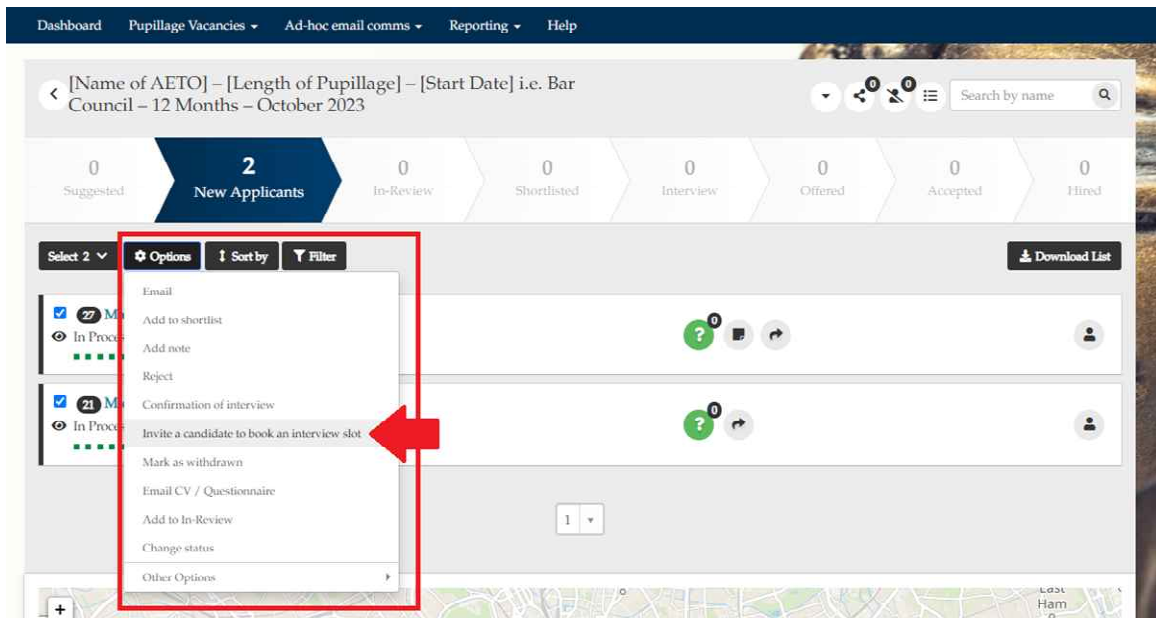 Dashboard Pupillage Vacancies Ad-hoc email comms Reporting Help
[Name of AETO] – [Length of Pupillage] – [Start Date] i.e. Bar
Council – 12 Months – October 2023
0 0
Search by name
0 2 0 0 0 0 0 0
Suggested New Applicants In-Review Shortlisted Interview Offered Accepted Hired
Select 2 Options Sort by Filter Download List
Email
27 M 0
Add to shortlist
In Proces
Add note
Reject
21 M 0
Confirmation of interview
In Proces
Invite a candidate to book an interview slot
Mark as withdrawn
Email CV / Questionnaire
Add to In-Review
1
Change status
Other Options
+
East
Ham